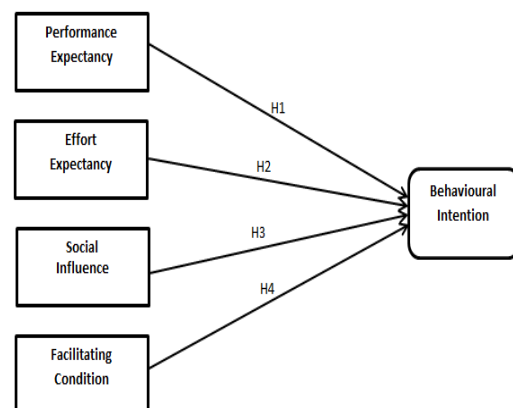 Performance
Expectancy
H1
Effort
Expectancy
H2
Behavioural
Intention
Social
Influence
H3
H4
Facilitating
Condition